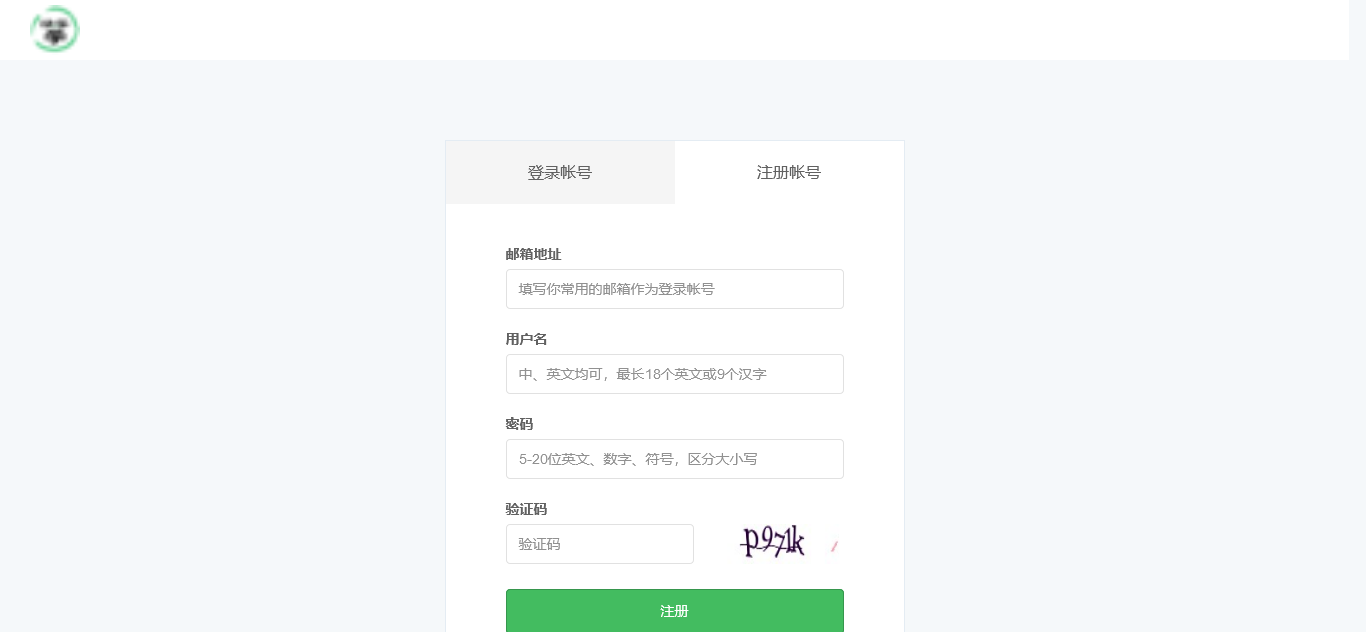 登录帐号
注册帐号
邮箱地址
填写你常用的邮箱作为登录帐号
用户名
中、英文均可，最长18个英文或9个汉字
密码
5-20位英文、数字、符号，区分大小写
验证码
验证码
p971k
注册